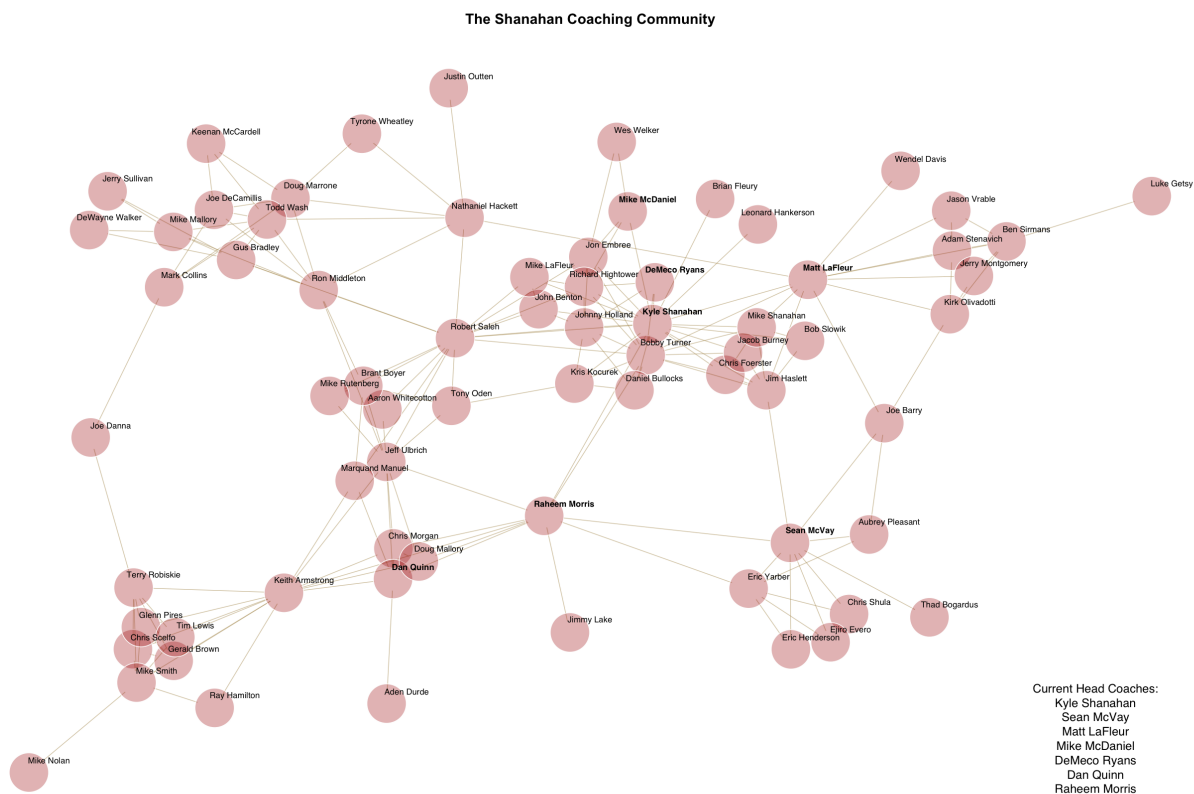 The Shanahan Coaching Community
Justin Outten
Tyrone Wheatley
Keenan McCardell
Wes Welker
Wendel Davis
Jerry Sullivan
Doug Marrone
Luke Getsy
Brian Fleury
Joe DeCamillis
Mike McDaniel
Jason Vrable
Todd Wash
Nathaniel Hackett
Leonard Hankerson
DeWayne Walker
Mike Mallory
Ben Sirmans
Adam Stenavich
Gus Bradley
Jon Embree
Jerry Montgomery
Mike LaFleur
Matt LaFleur
DeMeco Ryans
Mark Collins
Richard Hightower
Ron Middleton
John Benton
Kirk Olivadotti
Kyle Shanahan
Johnny Holland
Mike Shanahan
Robert Saleh
Bob Slowik
Jacob Burney
Bobby Turner
Chris Foerster
Brant Boyer
Kris Kocurek
Daniel Bullocks
Jim Haslett
Mike Rutenberg
Tony Oden
Aaron Whitecotton
Joe Barry
Joe Danna
Jeff Ulbrich
Marquand Manuel
Raheem Morris
Aubrey Pleasant
Sean McVay
Chris Morgan
Doug Mallory
Dan Quinn
Terry Robiskie
Eric Yarber
Keith Armstrong
Chris Shula
Thad Bogardus
Glenn Pires
Jimmy Lake
Tim Lewis
Ejiro Evero
Chris Scelfo
Eric Henderson
Gerald Brown
Mike Smith
Aden Durde
Ray Hamilton
Mike Nolan
Current Head Coaches:
Kyle Shanahan
Sean McVay
Matt LaFleur
Mike McDaniel
DeMeco Ryans
Dan Quinn
Raheem Morris